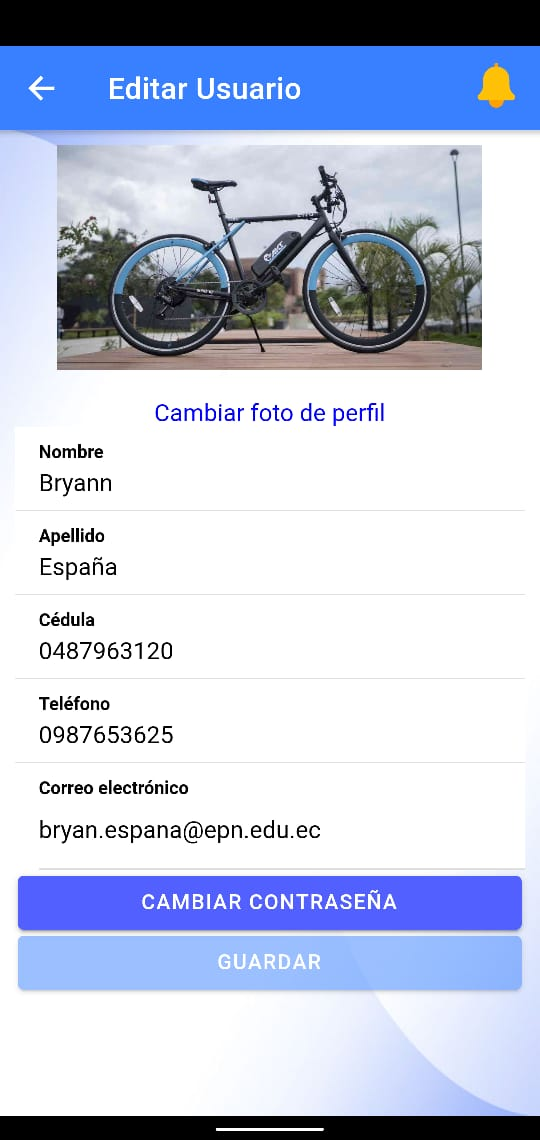 Editar Usuario
Cambiar foto de perfil
Nombre
Bryann
Apellido
España
Cédula
0487963120
Teléfono
0987653625
Correo electrónico
bryan.espana@epn.edu.ec
CAMBIAR CONTRASEÑA
GUARDAR